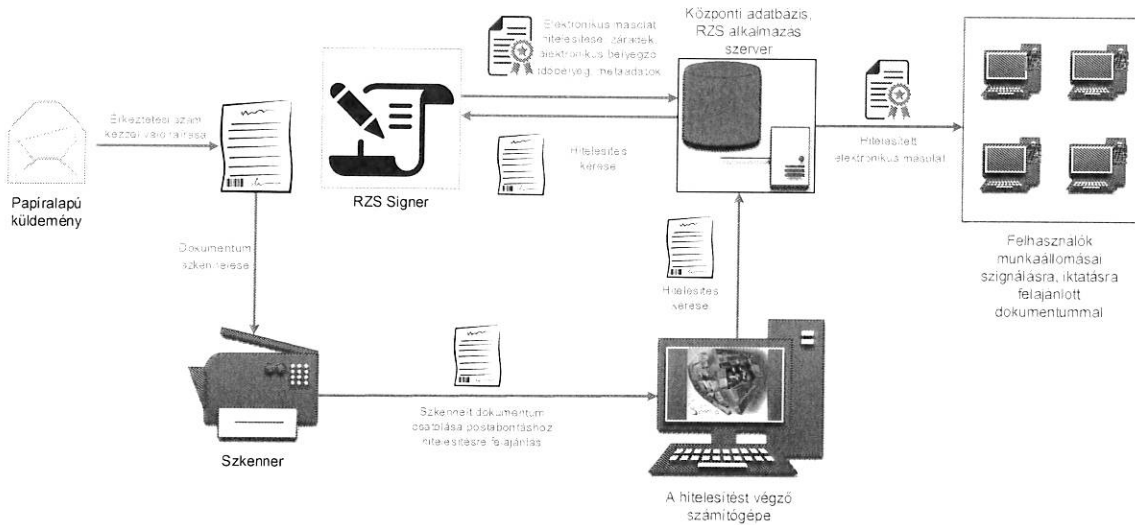 Elektronikus másolat
hitelesítése, záradék,
elektronikus bélyegző
időbélyeg, metaadatok
Központi adatbázis,
RZS alkalmazás
szerver
Érkeztetési szám
kézzel való ráírása
Papíralapú
küldemény
RZS Signer
Hitelesítés
kérése
Hitelesített
elektronikus másolat
Felhasználók
munkaállomásai
szignálásra, iktatásra
felajánlott
dokumentummal
Dokumentum
szkennelése
Hitelesítés
kérése
Szkennelt dokumentum
csatolása postabontáshoz
hitelesítésre felajánlás
Szkenner
A hitelesítést végző
számítógépe